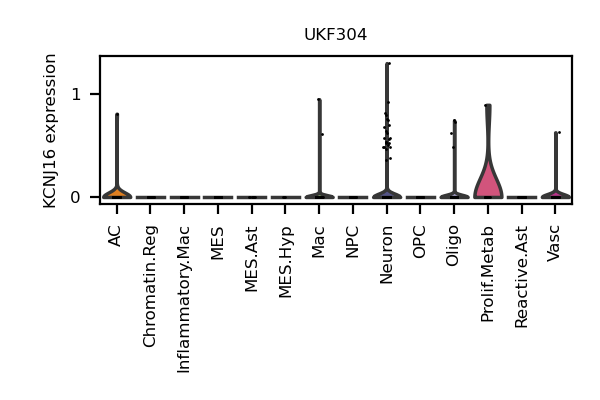 UKF304
KCNJ16 expression
1
0
AC
Chromatin.Reg
Inflammatory.Mac
MES
MES.Ast
MES.Hyp
Mac
NPC
Neuron
OPC
Oligo
Prolif.Metab
Reactive.Ast
Vasc